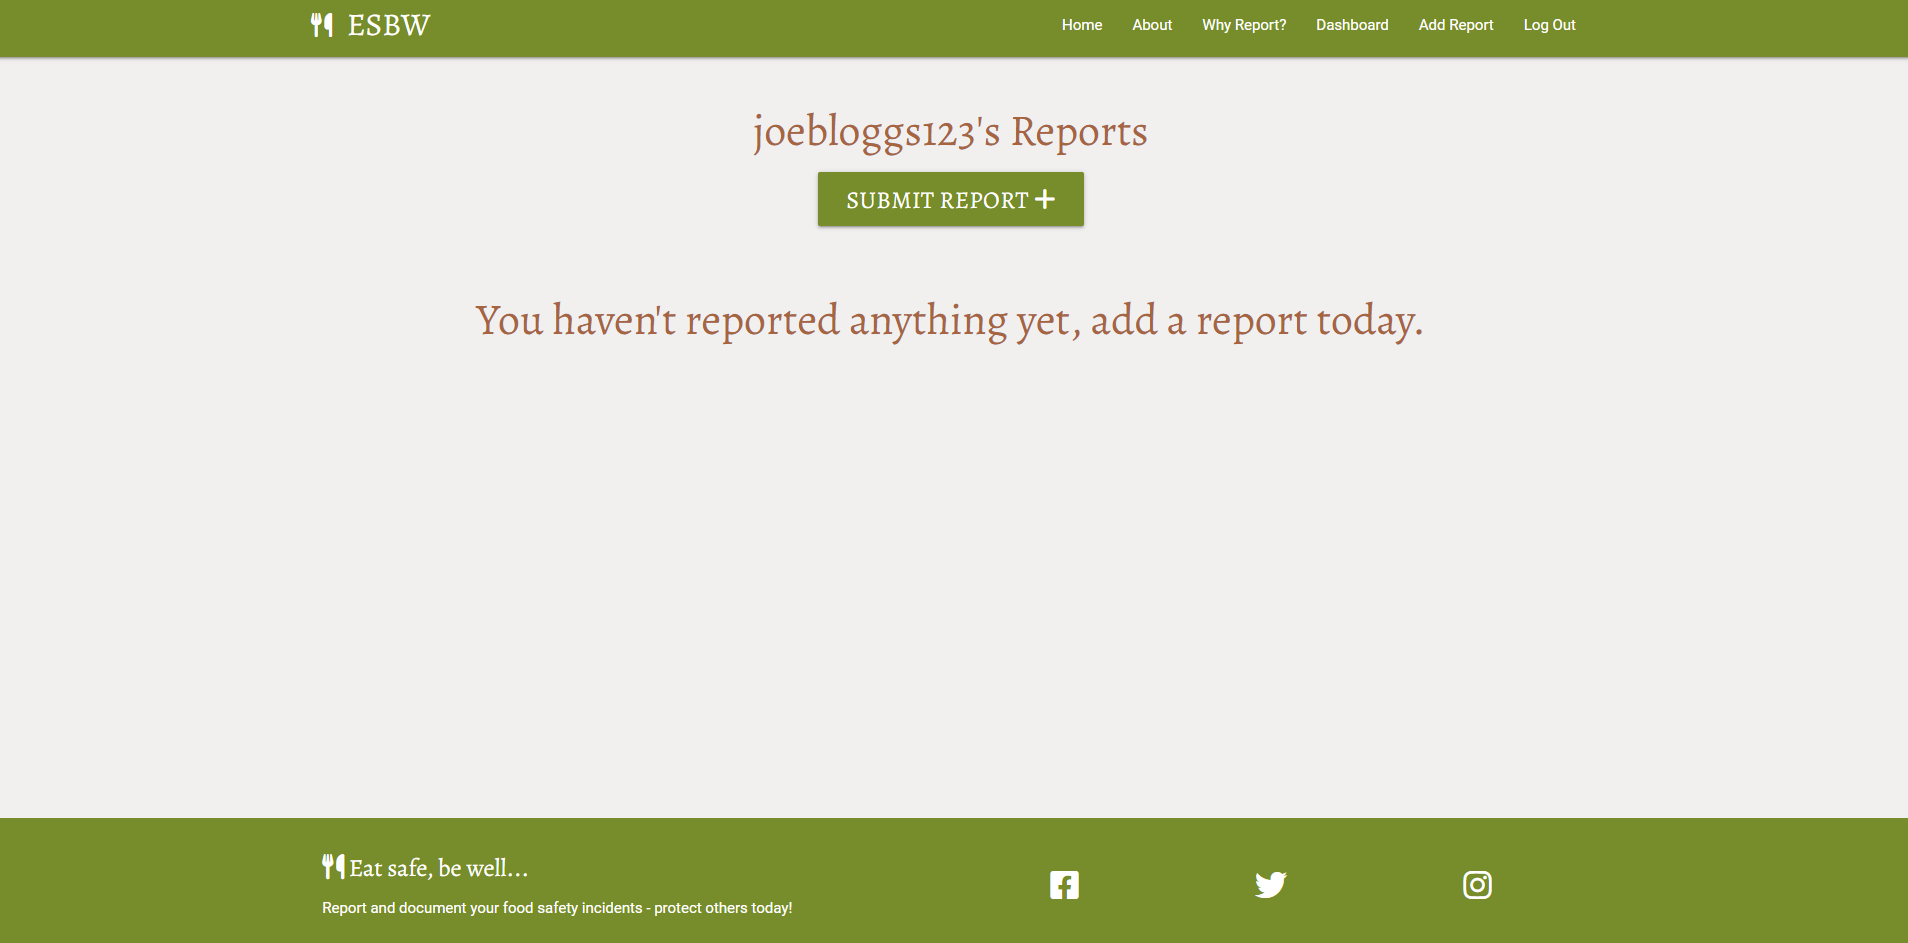 ESBW
Home About Why Report? Dashboard Add Report Log Out
joebloggs123's Reports
SUBMIT REPORT
You haven't reported anything yet, add a report today.
Eat safe, be well...
Report and document your food safety incidents - protect others today!